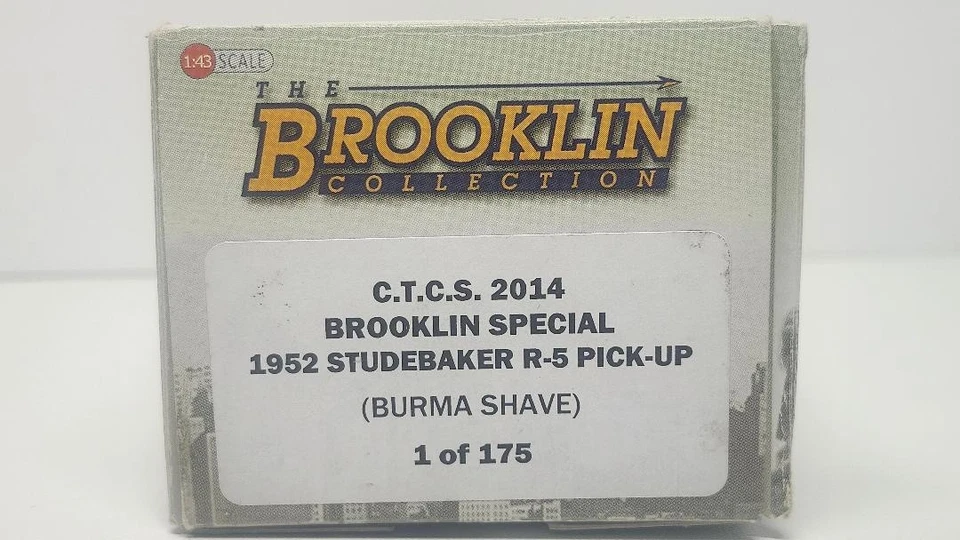 1:43 SCALE
THE
BROOKLIN
COLLECTION
C.T.C.S. 2014
BROOKLIN SPECIAL
1952 STUDEBAKER R-5 PICK-UP
(BURMA SHAVE)
1 of 175